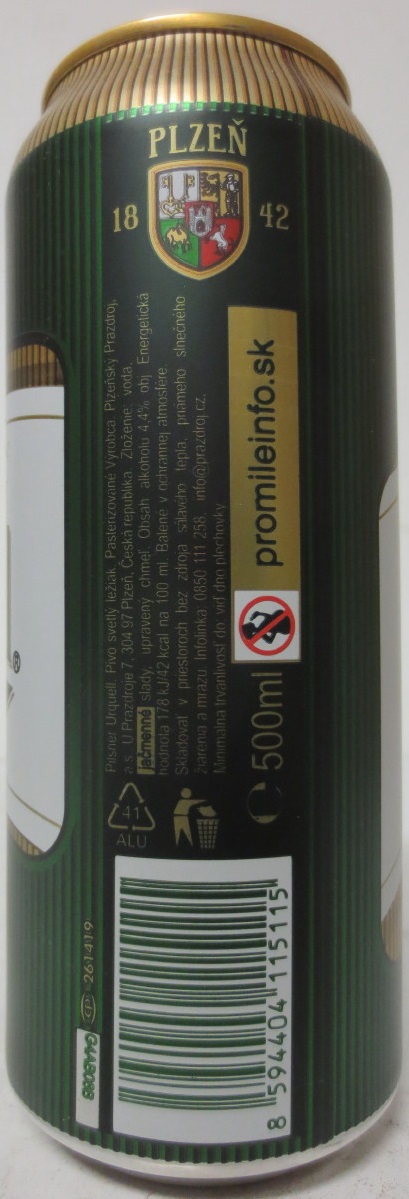 PLZEŇ
18 42
Pilsner Urquell. Pivo svetlý ležiak. Pasterizované. Výrobca: Plzeňský Prazdroj,
a.s., U Prazdroje 7, 304 97 Plzeň, Česká republika. Zloženie: voda,
jačmenné slady, upravený chmeľ. Obsah alkoholu 4,4% obj. Energetická
hodnota 178 kJ/42 kcal na 100 ml. Balené v ochrannej atmosfére.
Skladovať v priestoroch bez zdroja sálavého tepla, priameho slnečného
žiarenia a mrazu. Infolinka: 0850 111 258, info@prazdroj.cz.
Minimálna trvanlivosť do: viď dno plechovky.
promileinfo.sk
500ml
41
ALU
®
261419
8 594404 115115